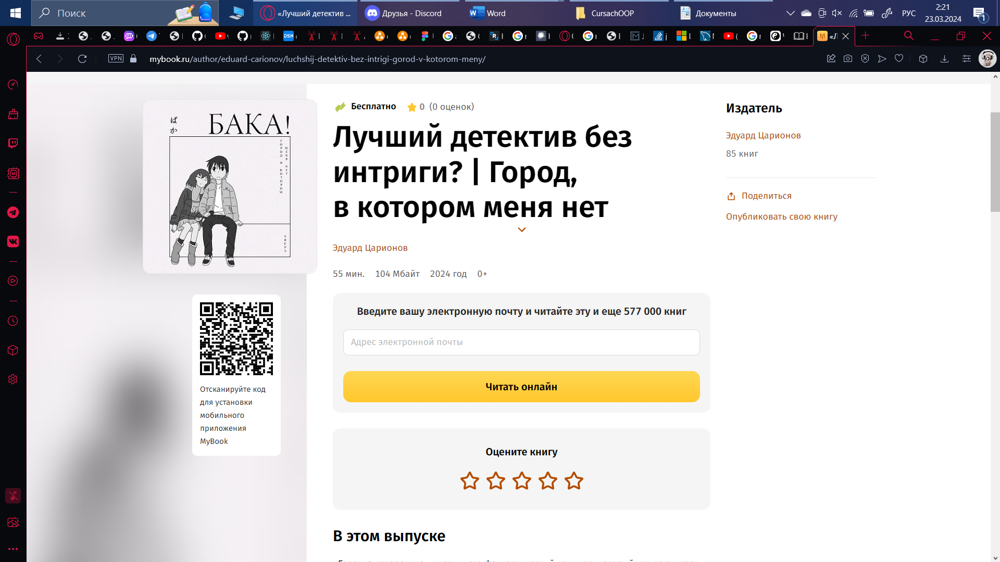 Поиск
«Лучший детектив ...
Друзья - Discord
Word
CursachOOP
Документы
РУС
2:21
23.03.2024
1
VPN
mybook.ru/author/eduard-carionov/luchshij-detektiv-bez-intrigi-gorod-v-kotorom-meny/
ばか
БАКА!
ГОРОД В КОТОРОМ
МЕНЯ НЕТ
Бесплатно
0 (0 оценок)
Лучший детектив без
интриги? | Город,
в котором меня нет
Эдуард Царионов
55 мин. 104 Мбайт 2024 год 0+
Введите вашу электронную почту и читайте эту и еще 577 000 книг
Адрес электронной почты
Читать онлайн
Оцените книгу
В этом выпуске
Издатель
Эдуард Царионов
85 книг
Поделиться
Опубликовать свою книгу
Отсканируйте код
для установки
мобильного
приложения
MyBook